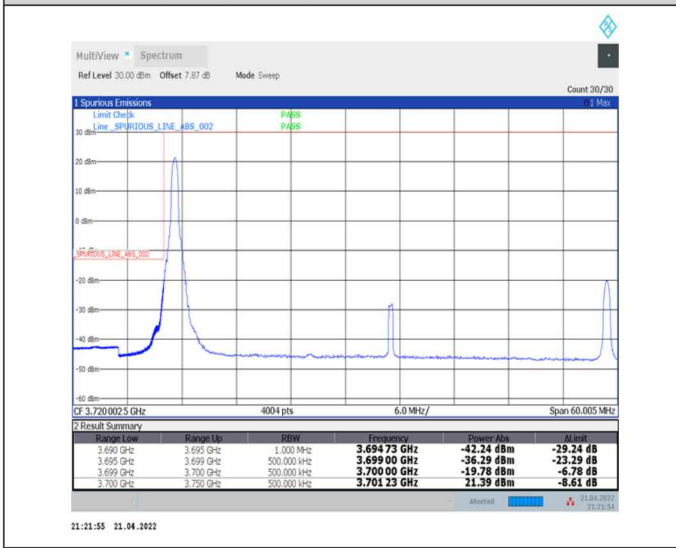 MultiView Spectrum
Ref Level 30.00 dBm Offset 7.87 dB Mode Sweep
Count 30/30
1 Spurious Emissions 1 Max
Limit Check PASS
Line _SPURIOUS_LINE_ABS_002 PASS
30 dBm
20 dBm
10 dBm
0 dBm
_SPURIOUS_LINE_ABS_002
-20 dBm
-30 dBm
-40 dBm
-50 dBm
-60 dBm
CF 3.7200025 GHz 4004 pts 6.0 MHz/ Span 60.005 MHz
2 Result Summary
Range Low Range Up RBW Frequency Power Abs ΔLimit
3.690 GHz 3.695 GHz 1.000 MHz 3.694 73 GHz -42.24 dBm -29.24 dB
3.695 GHz 3.699 GHz 500.000 kHz 3.699 00 GHz -36.29 dBm -23.29 dB
3.699 GHz 3.700 GHz 500.000 kHz 3.700 00 GHz -19.78 dBm -6.78 dB
3.700 GHz 3.750 GHz 500.000 kHz 3.701 23 GHz 21.39 dBm -8.61 dB
Aborted 21.04.2022
21:21:54
21:21:55 21.04.2022